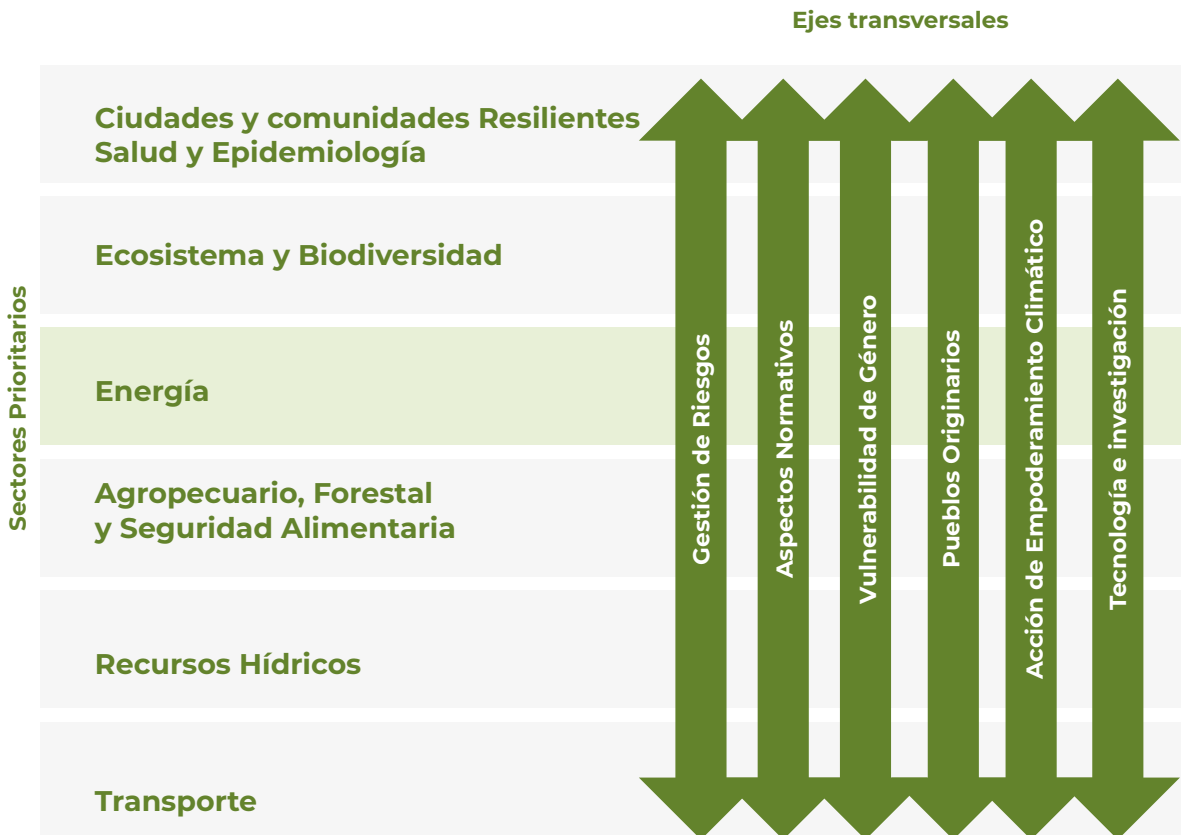 Ejes transversales
Sectores Prioritarios
Ciudades y comunidades Resilientes
Salud y Epidemiología
Ecosistema y Biodiversidad
Energía
Agropecuario, Forestal
y Seguridad Alimentaria
Recursos Hídricos
Transporte
Gestión de Riesgos
Aspectos Normativos
Vulnerabilidad de Género
Pueblos Originarios
Acción de Empoderamiento Climático
Tecnología e investigación